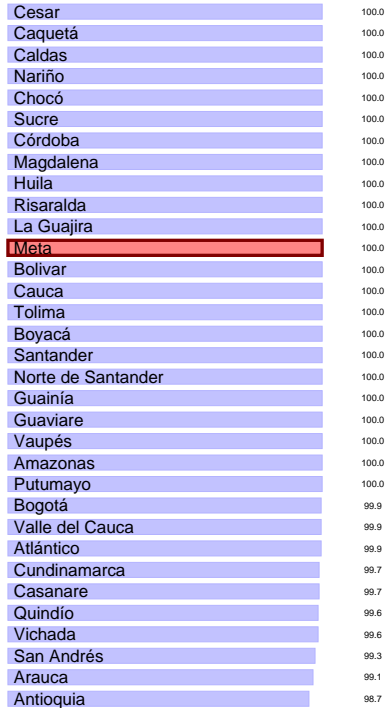 Cesar 100.0
Caquetá 100.0
Caldas 100.0
Nariño 100.0
Chocó 100.0
Sucre 100.0
Córdoba 100.0
Magdalena 100.0
Huila 100.0
Risaralda 100.0
La Guajira 100.0
Meta 100.0
Bolivar 100.0
Cauca 100.0
Tolima 100.0
Boyacá 100.0
Santander 100.0
Norte de Santander 100.0
Guainía 100.0
Guaviare 100.0
Vaupés 100.0
Amazonas 100.0
Putumayo 100.0
Bogotá 99.9
Valle del Cauca 99.9
Atlántico 99.9
Cundinamarca 99.7
Casanare 99.7
Quindío 99.6
Vichada 99.6
San Andrés 99.3
Arauca 99.1
Antioquia 98.7